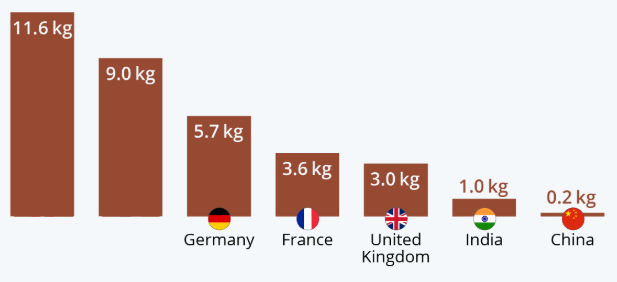 11.6 kg
9.0 kg
5.7 kg
3.6 kg
3.0 kg
1.0 kg
0.2 kg
Germany
France
United
Kingdom
India
China